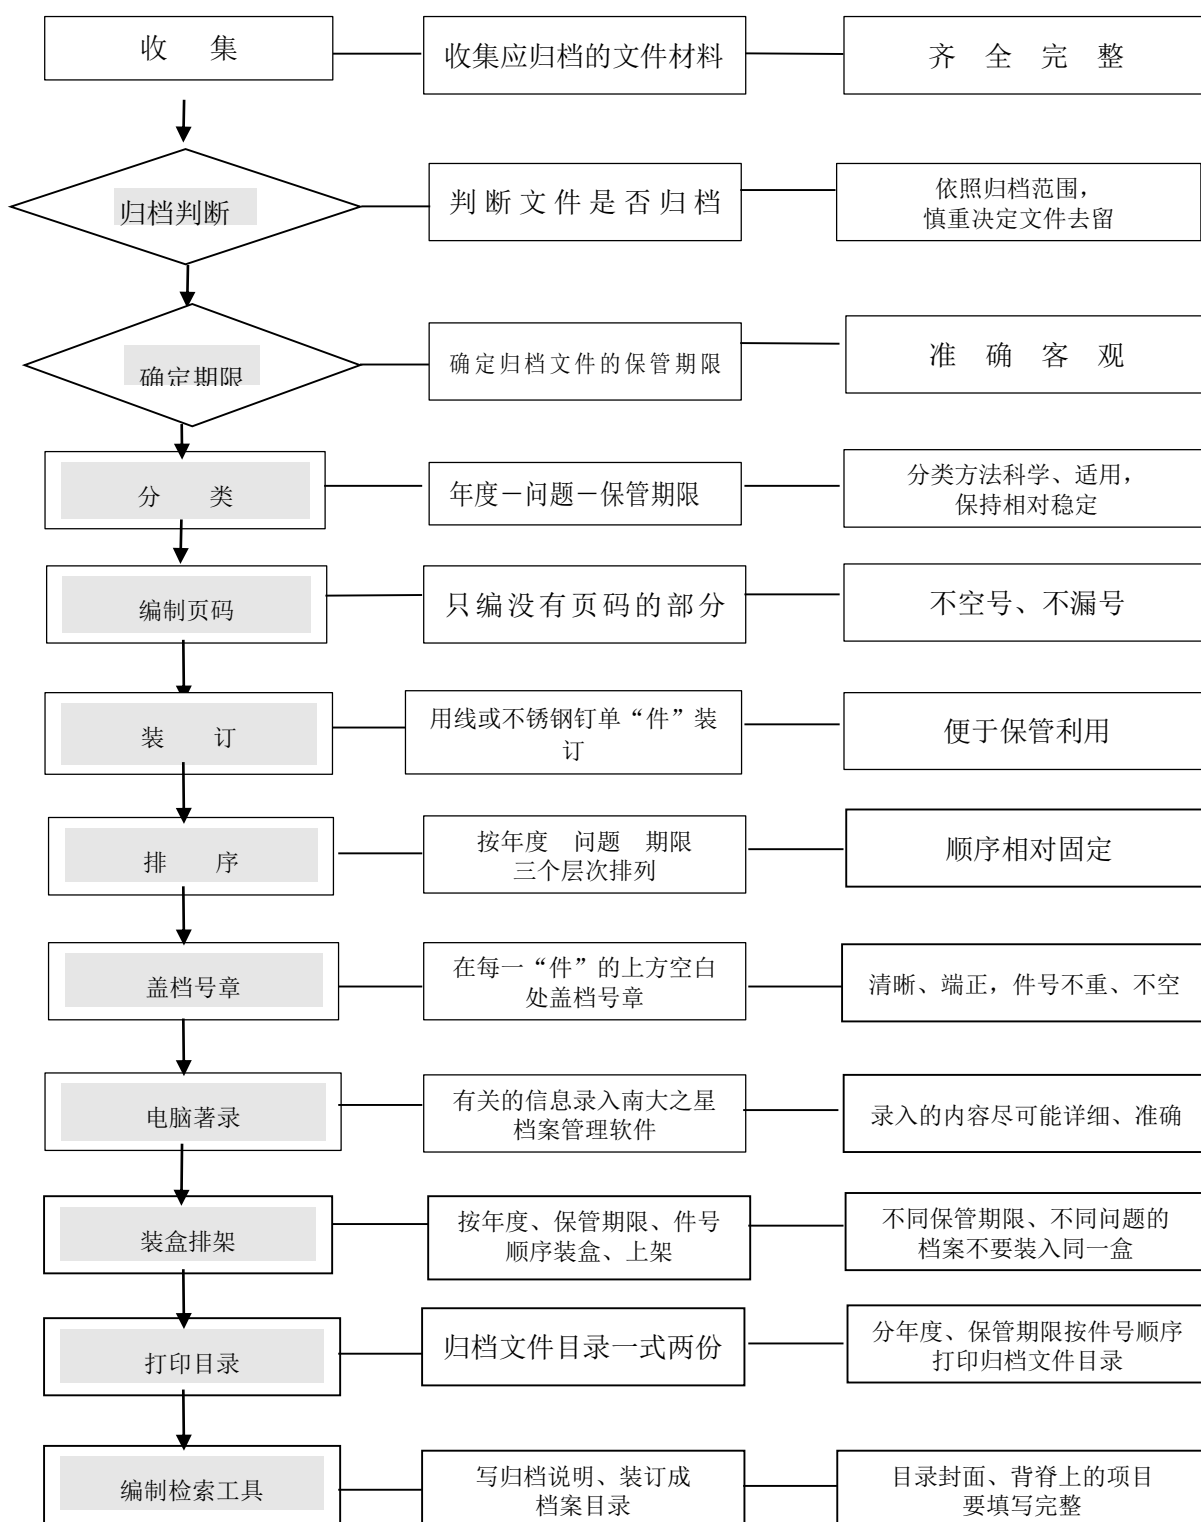 收 集
收集应归档的文件材料
齐 全 完 整
归档判断
判断文件是否归档
依照归档范围，
慎重决定文件去留
确定期限
确定归档文件的保管期限
准 确 客 观
分 类
年度－问题－保管期限
分类方法科学、适用，
保持相对稳定
编制页码
只编没有页码的部分
不空号、不漏号
装 订
用线或不锈钢钉单“件”装
订
便于保管利用
排 序
按年度 问题 期限
三个层次排列
顺序相对固定
盖档号章
在每一“件”的上方空白
处盖档号章
清晰、端正，件号不重、不空
电脑著录
有关的信息录入南大之星
档案管理软件
录入的内容尽可能详细、准确
装盒排架
按年度、保管期限、件号
顺序装盒、上架
不同保管期限、不同问题的
档案不要装入同一盒
打印目录
归档文件目录一式两份
分年度、保管期限按件号顺序
打印归档文件目录
编制检索工具
写归档说明、装订成
档案目录
目录封面、背脊上的项目
要填写完整